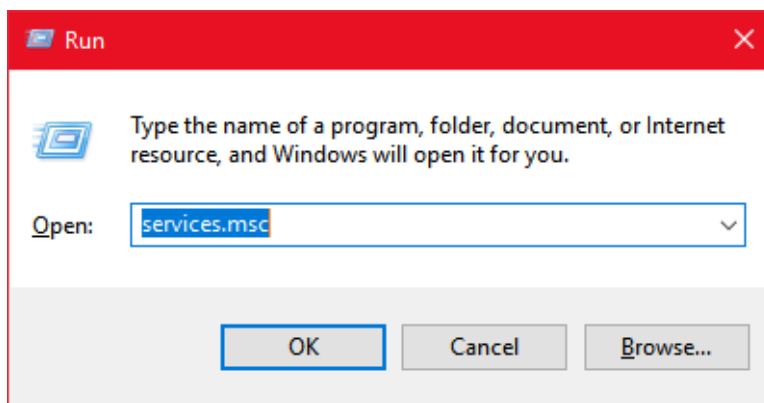 Run
Type the name of a program, folder, document, or Internet
resource, and Windows will open it for you.
Open: services.msc
OK Cancel Browse...